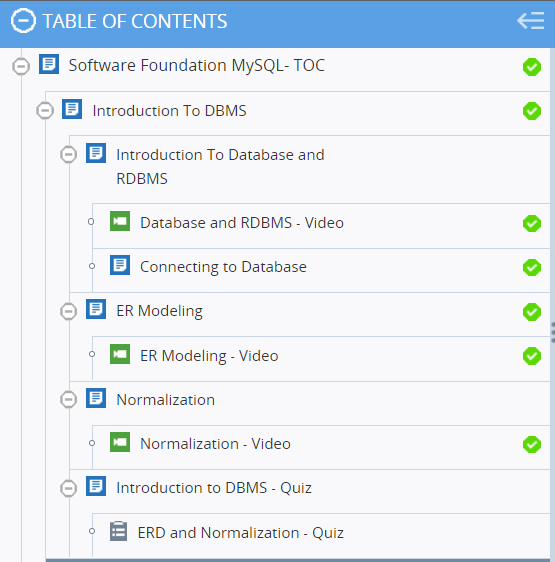 TABLE OF CONTENTS
Software Foundation MySQL- TOC
Introduction To DBMS
Introduction To Database and
RDBMS
Database and RDBMS - Video
Connecting to Database
ER Modeling
ER Modeling - Video
Normalization
Normalization - Video
Introduction to DBMS - Quiz
ERD and Normalization - Quiz